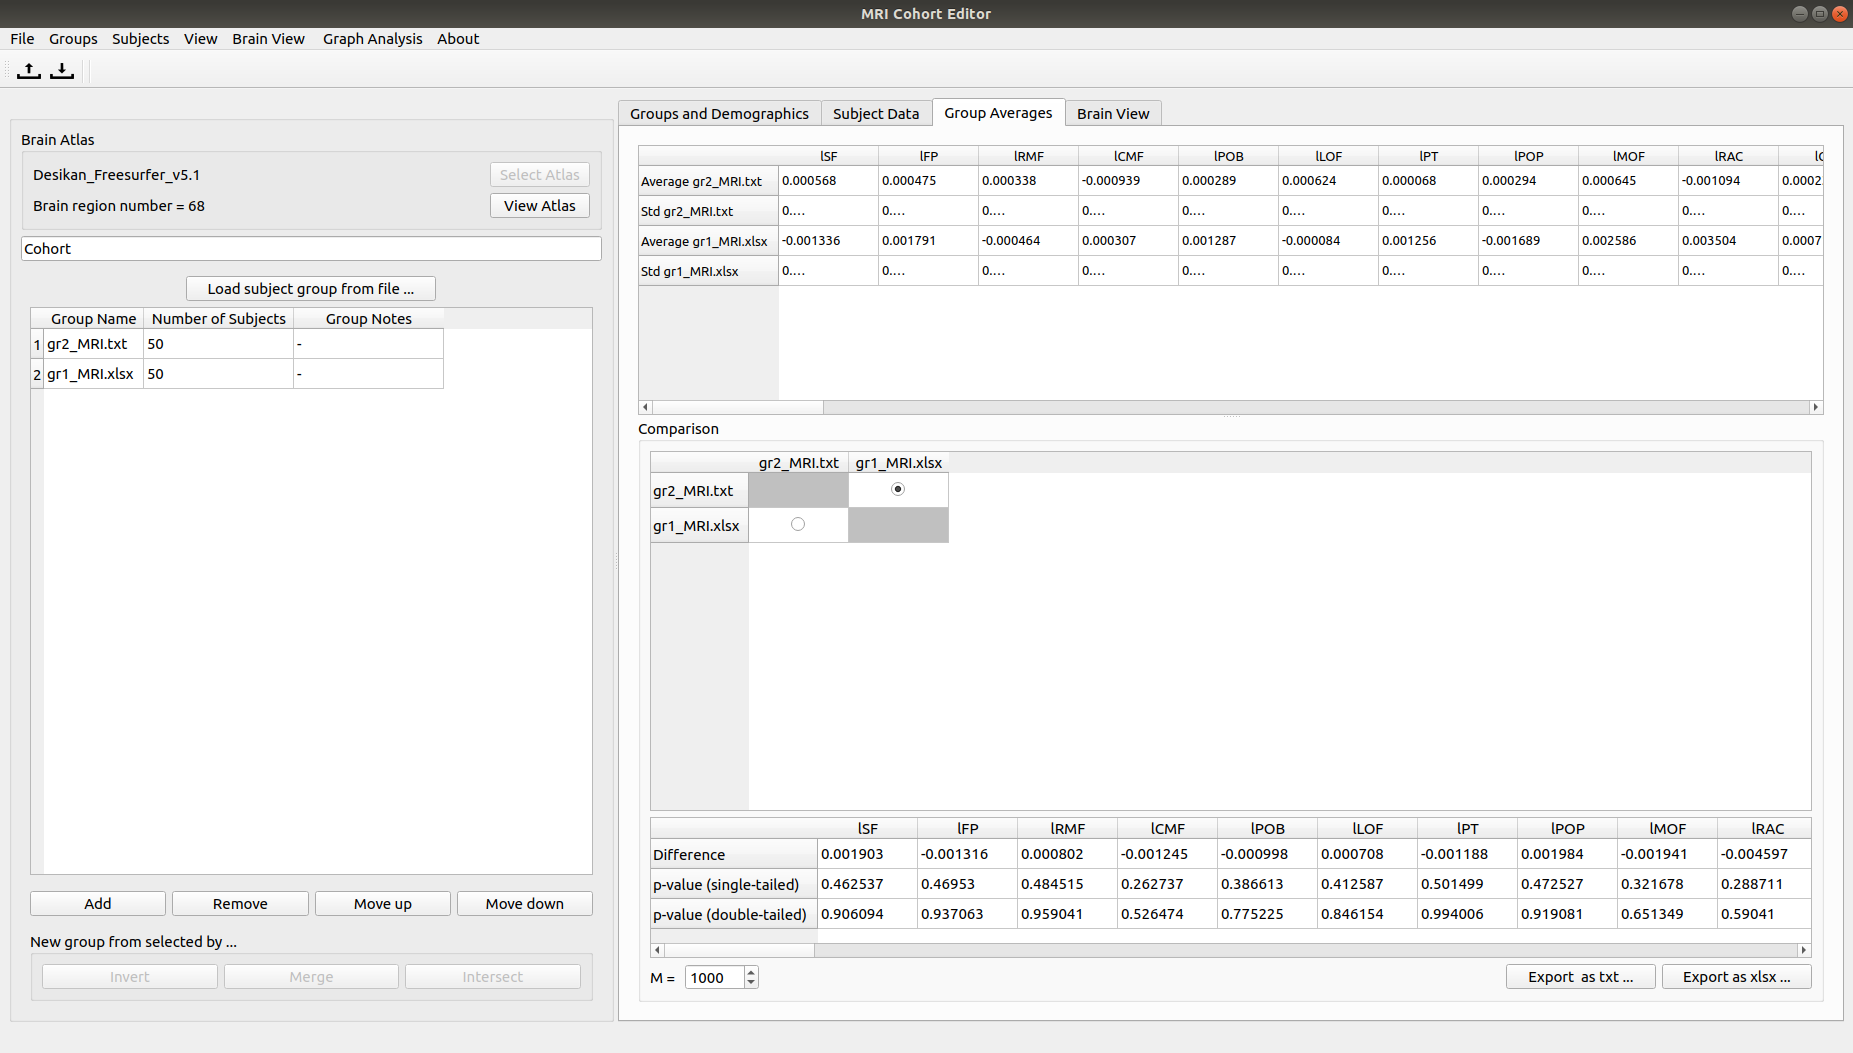 MRI Cohort Editor
File Groups Subjects View Brain View Graph Analysis About
Brain Atlas
Desikan_Freesurfer_v5.1 Select Atlas
Brain region number = 68 View Atlas
Cohort
Load subject group from file ...
Group Name Number of Subjects Group Notes
1 gr2_MRI.txt 50 -
2 gr1_MRI.xlsx 50 -
Add Remove Move up Move down
New group from selected by ...
Invert Merge Intersect
Groups and Demographics Subject Data Group Averages Brain View
lSF lFP lRMF lCMF lPOB lLOF lPT lPOP lMOF lRAC
Average gr2_MRI.txt 0.000568 0.000475 0.000338 -0.000939 0.000289 0.000624 0.000068 0.000294 0.000645 -0.001094 0.0002
Std gr2_MRI.txt 0.... 0.... 0.... 0.... 0.... 0.... 0.... 0.... 0.... 0.... 0....
Average gr1_MRI.xlsx -0.001336 0.001791 -0.000464 0.000307 0.001287 -0.000084 0.001256 -0.001689 0.002586 0.003504 0.0007
Std gr1_MRI.xlsx 0.... 0.... 0.... 0.... 0.... 0.... 0.... 0.... 0.... 0.... 0....
Comparison
gr2_MRI.txt gr1_MRI.xlsx
gr2_MRI.txt
gr1_MRI.xlsx
lSF lFP lRMF lCMF lPOB lLOF lPT lPOP lMOF lRAC
Difference 0.001903 -0.001316 0.000802 -0.001245 -0.000998 0.000708 -0.001188 0.001984 -0.001941 -0.004597
p-value (single-tailed) 0.462537 0.46953 0.484515 0.262737 0.386613 0.412587 0.501499 0.472527 0.321678 0.288711
p-value (double-tailed) 0.906094 0.937063 0.959041 0.526474 0.775225 0.846154 0.994006 0.919081 0.651349 0.59041
M = 1000 Export as txt ... Export as xlsx ...